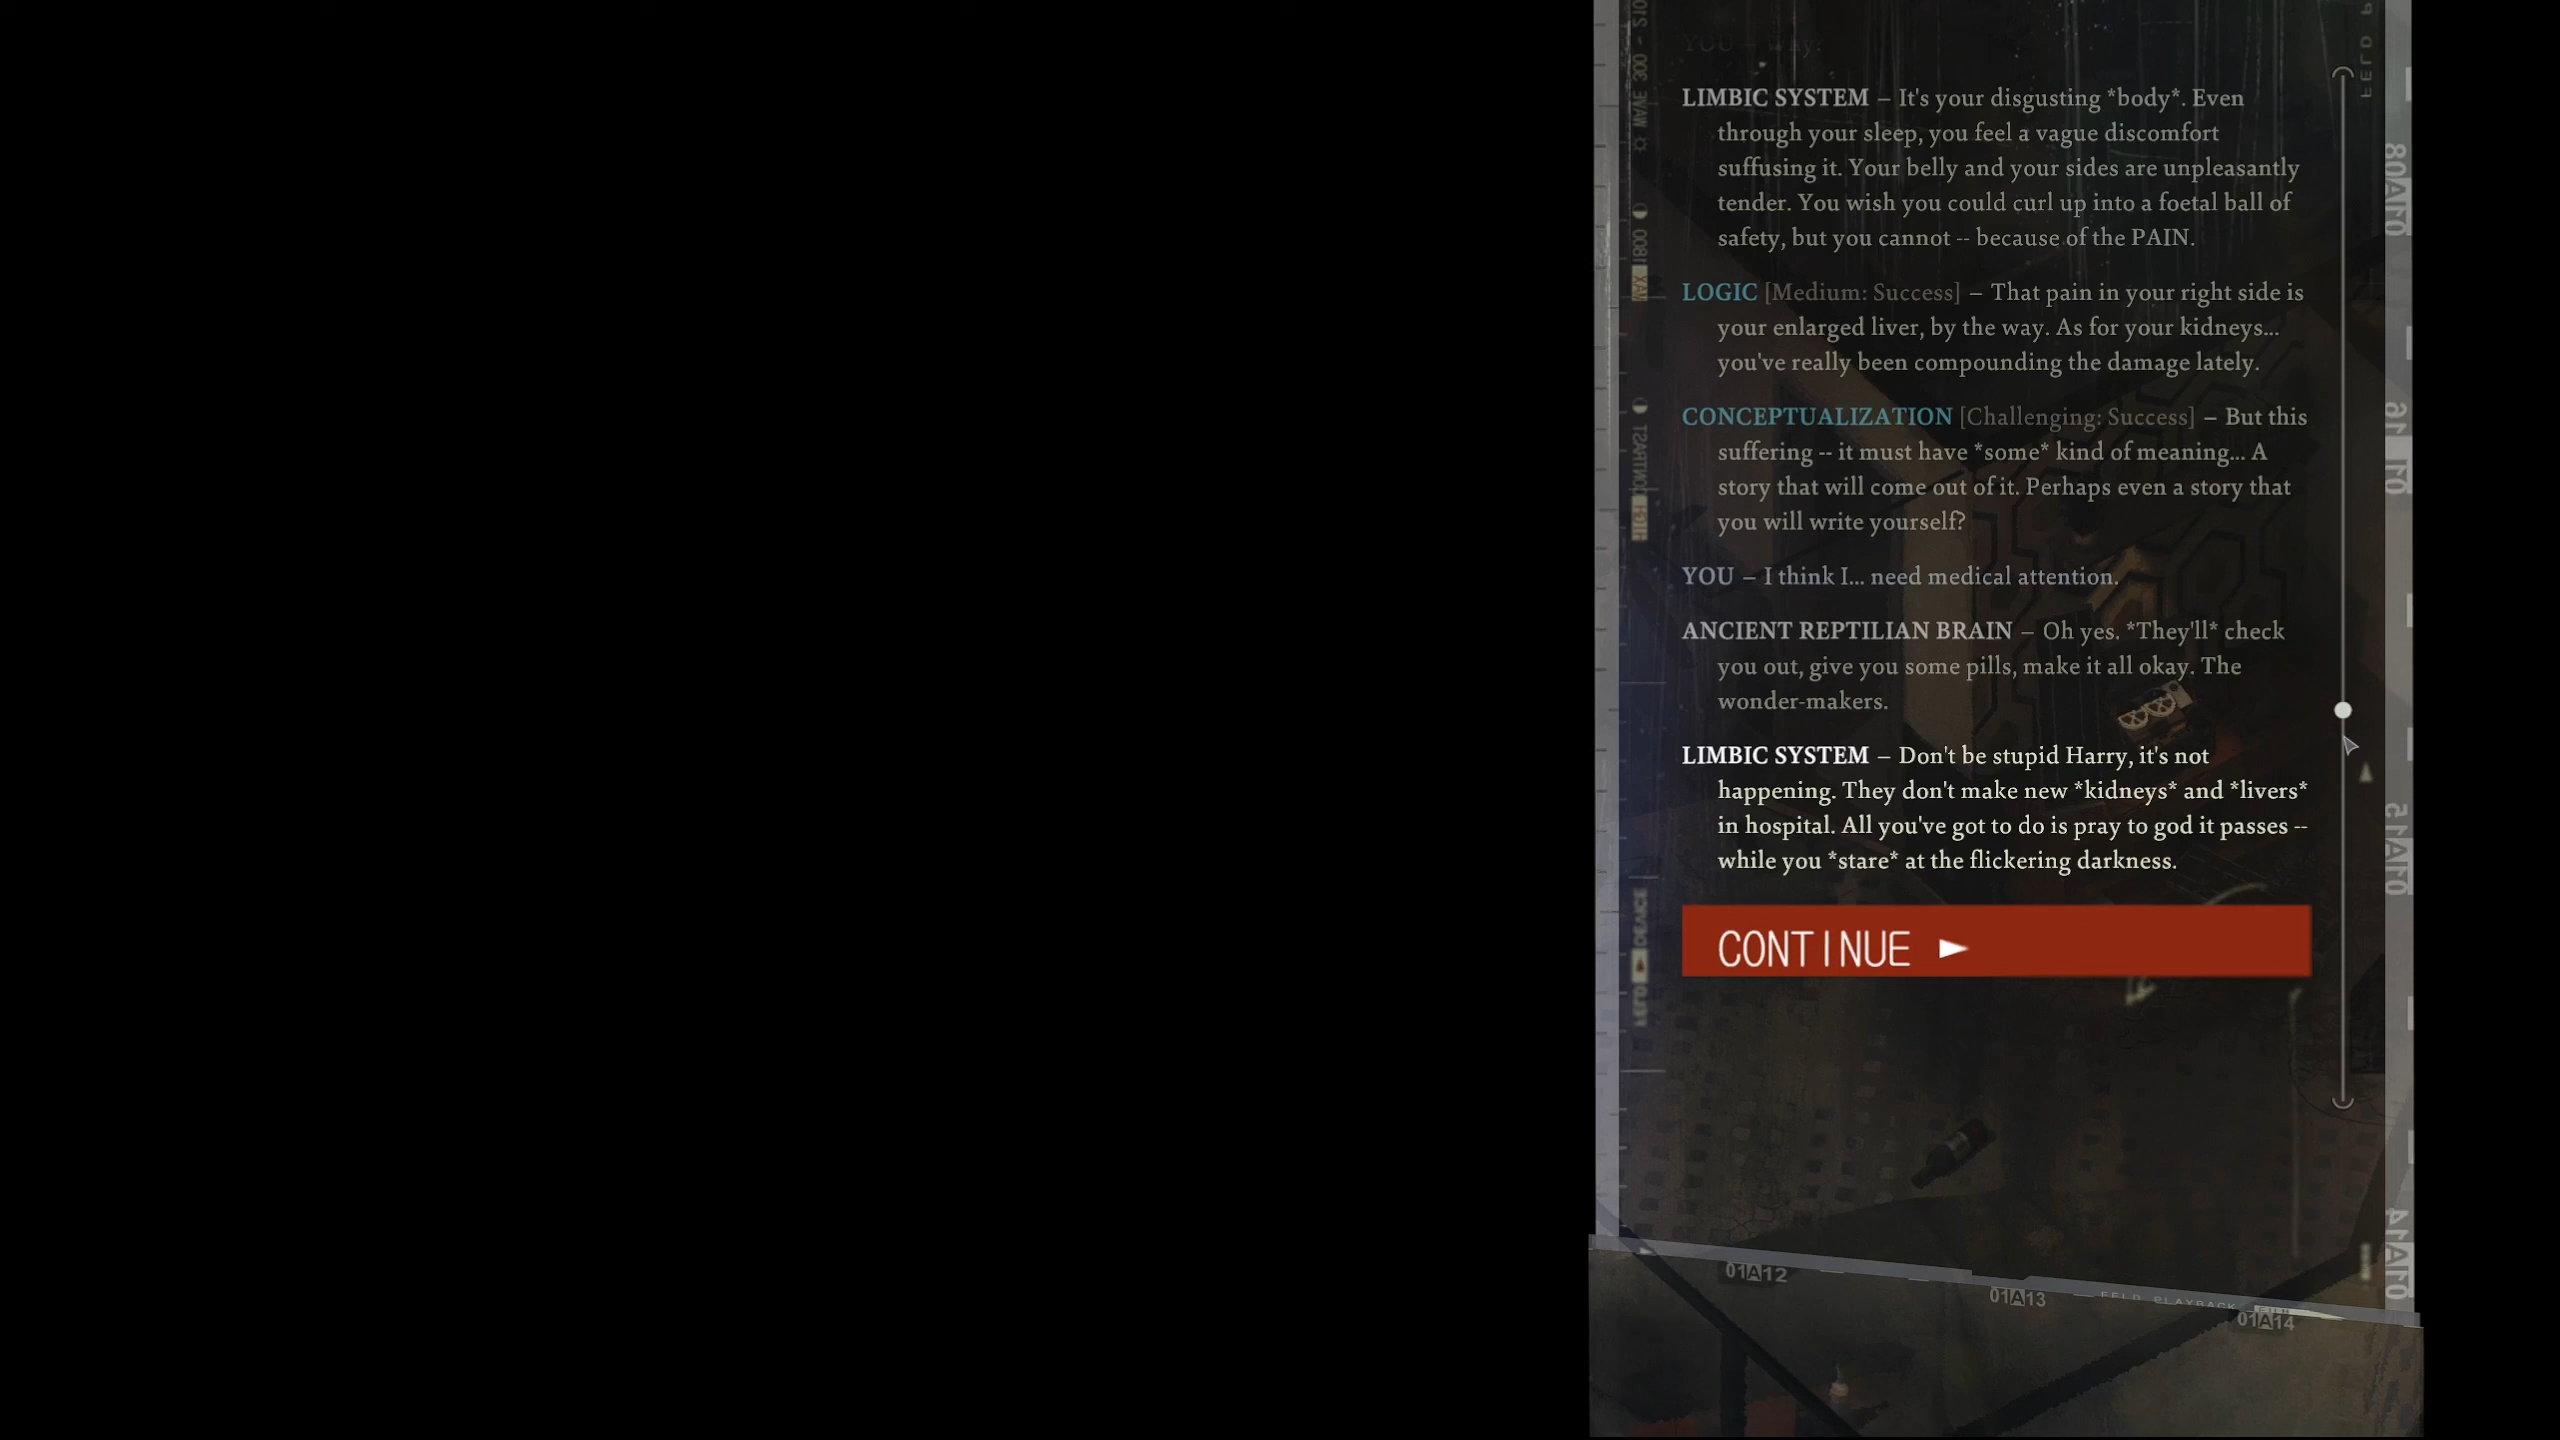 YOU – Why?
LIMBIC SYSTEM – It's your disgusting *body*. Even
through your sleep, you feel a vague discomfort
suffusing it. Your belly and your sides are unpleasantly
tender. You wish you could curl up into a foetal ball of
safety, but you cannot -- because of the PAIN.
LOGIC [Medium: Success] – That pain in your right side is
your enlarged liver, by the way. As for your kidneys...
you've really been compounding the damage lately.
CONCEPTUALIZATION [Challenging: Success] – But this
suffering -- it must have *some* kind of meaning... A
story that will come out of it. Perhaps even a story that
you will write yourself?
YOU – I think I... need medical attention.
ANCIENT REPTILIAN BRAIN – Oh yes. *They'll* check
you out, give you some pills, make it all okay. The
wonder-makers.
LIMBIC SYSTEM – Don't be stupid Harry, it's not
happening. They don't make new *kidneys* and *livers*
in hospital. All you've got to do is pray to god it passes --
while you *stare* at the flickering darkness.
CONTINUE
01A12
01A13
FELD PLAYBACK
01A14